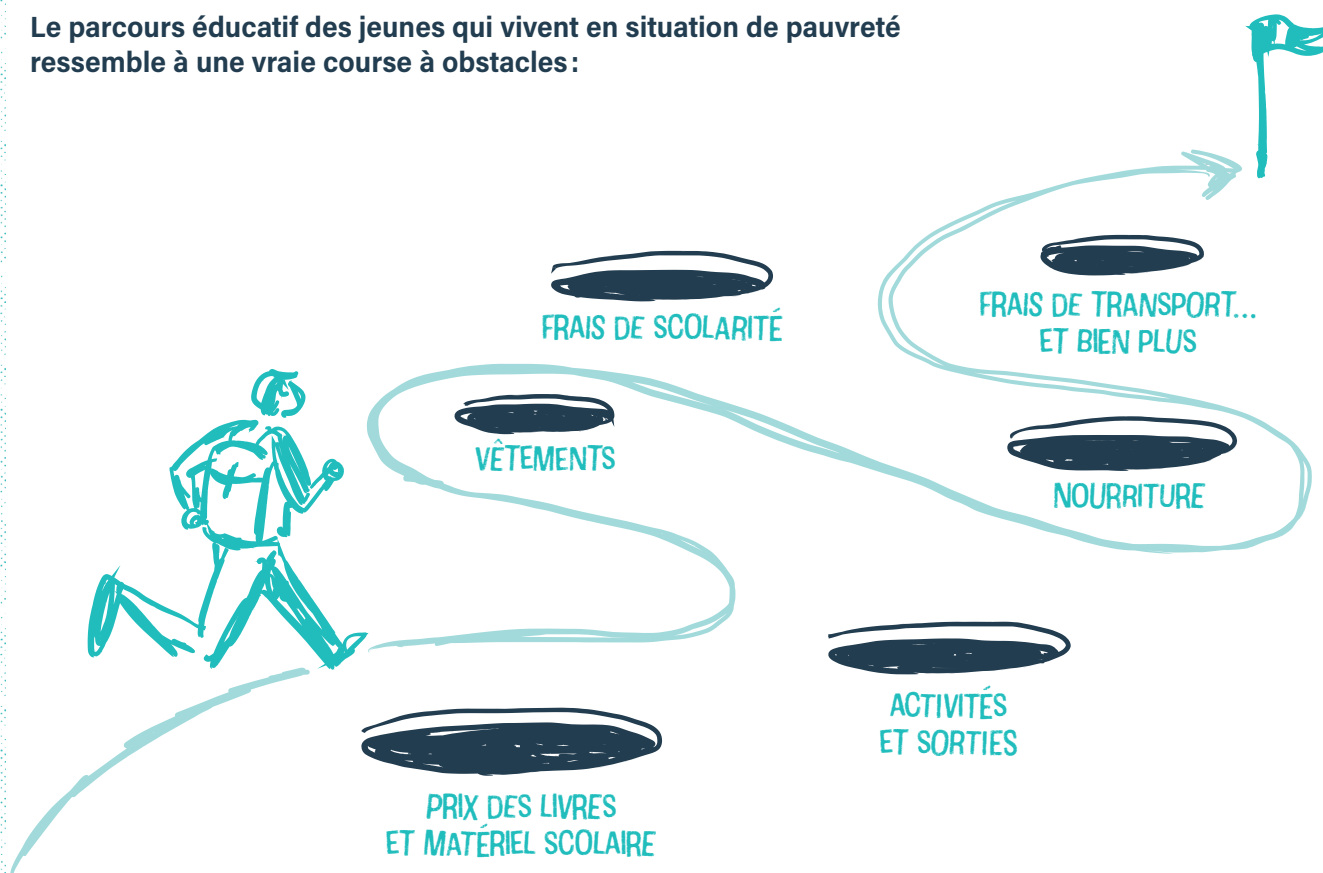 Le parcours éducatif des jeunes qui vivent en situation de pauvreté
ressemble à une vraie course à obstacles :
FRAIS DE SCOLARITÉ
FRAIS DE TRANSPORT...
ET BIEN PLUS
VÊTEMENTS
NOURRITURE
ACTIVITÉS
ET SORTIES
PRIX DES LIVRES
ET MATÉRIEL SCOLAIRE